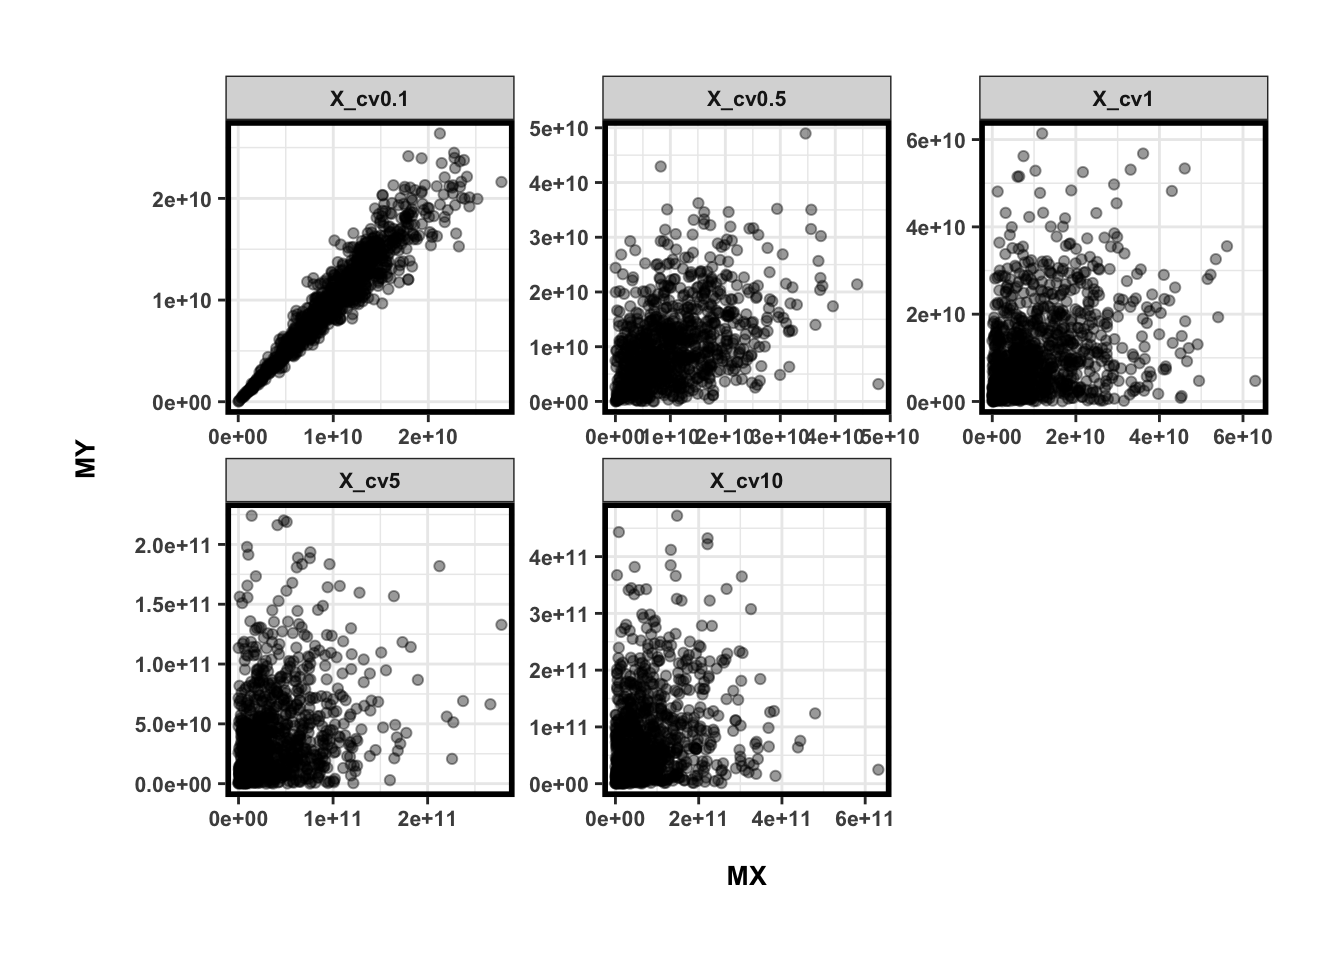 X_cv0.1
X_cv0.5
X_cv1
5e+10
4e+10
3e+10
2e+10
1e+10
0e+00
2e+10
1e+10
0e+00
6e+10
4e+10
2e+10
0e+00
0e+00 1e+10 2e+10
0e+00 1e+10 2e+10 3e+10 4e+10 5e+10
0e+00 2e+10 4e+10 6e+10
MY
X_cv5
X_cv10
2.0e+11
1.5e+11
1.0e+11
5.0e+10
0.0e+00
4e+11
3e+11
2e+11
1e+11
0e+00
0e+00 1e+11 2e+11
0e+00 2e+11 4e+11 6e+11
MX